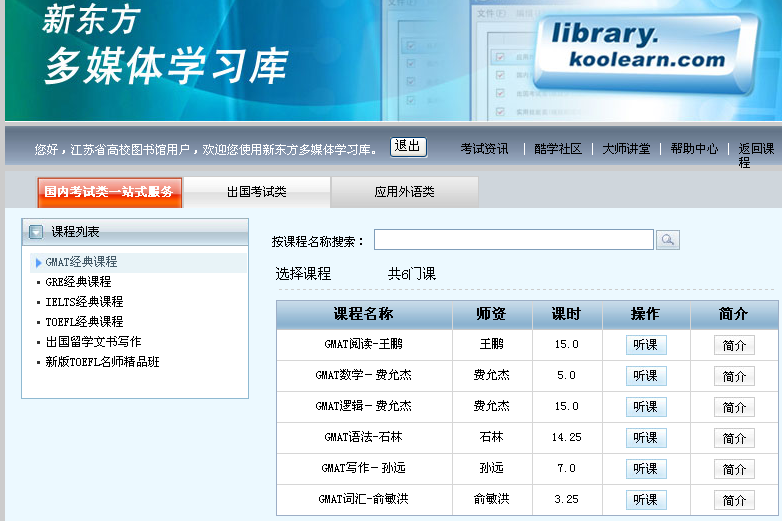 新东方
多媒体学习库
library.
koolearn.com
您好，江苏省高校图书馆用户，欢迎您使用新东方多媒体学习库。 退出 考试资讯 | 酷学社区 | 大师讲堂 | 帮助中心 | 返回课程
国内考试类一站式服务 出国考试类 应用外语类
课程列表
GMAT经典课程
GRE经典课程
IELTS经典课程
TOEFL经典课程
出国留学文书写作
新版TOEFL名师精品班
按课程名称搜索：
选择课程 共6门课
课程名称 师资 课时 操作 简介
GMAT阅读-王鹏 王鹏 15.0 听课 简介
GMAT数学－费允杰 费允杰 5.0 听课 简介
GMAT逻辑－费允杰 费允杰 15.0 听课 简介
GMAT语法-石林 石林 14.25 听课 简介
GMAT写作－孙远 孙远 7.0 听课 简介
GMAT词汇-俞敏洪 俞敏洪 3.25 听课 简介